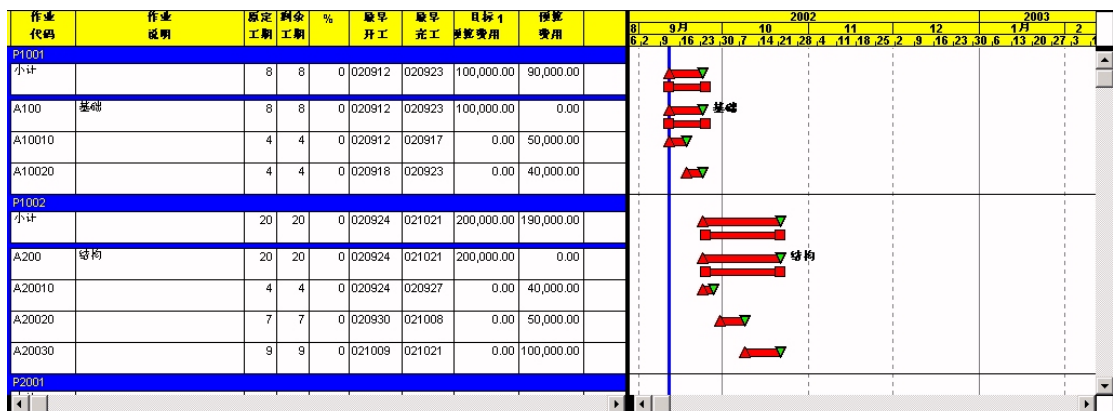 作业 作业 原定 剩余 % 最早 最早 目标 1 预算 2002 2003
代码 说明 工期 工期 开工 完工 预算费用 费用 8 9月 10 11 12 1月 2
6,2 ,9 ,16 ,23 ,30 ,7 ,14 ,21 ,28 ,4 ,11 ,18 ,25 ,2 ,9 ,16 ,23 ,30 ,6 ,13 ,20 ,27 ,3
P1001
小计 8 8 0 020912 020923 100,000.00 90,000.00
A100 基础 8 8 0 020912 020923 100,000.00 0.00 基础
A10010 4 4 0 020912 020917 0.00 50,000.00
A10020 4 4 0 020918 020923 0.00 40,000.00
P1002
小计 20 20 0 020924 021021 200,000.00 190,000.00
A200 结构 20 20 0 020924 021021 200,000.00 0.00 结构
A20010 4 4 0 020924 020927 0.00 40,000.00
A20020 7 7 0 020930 021008 0.00 50,000.00
A20030 9 9 0 021009 021021 0.00 100,000.00
P2001